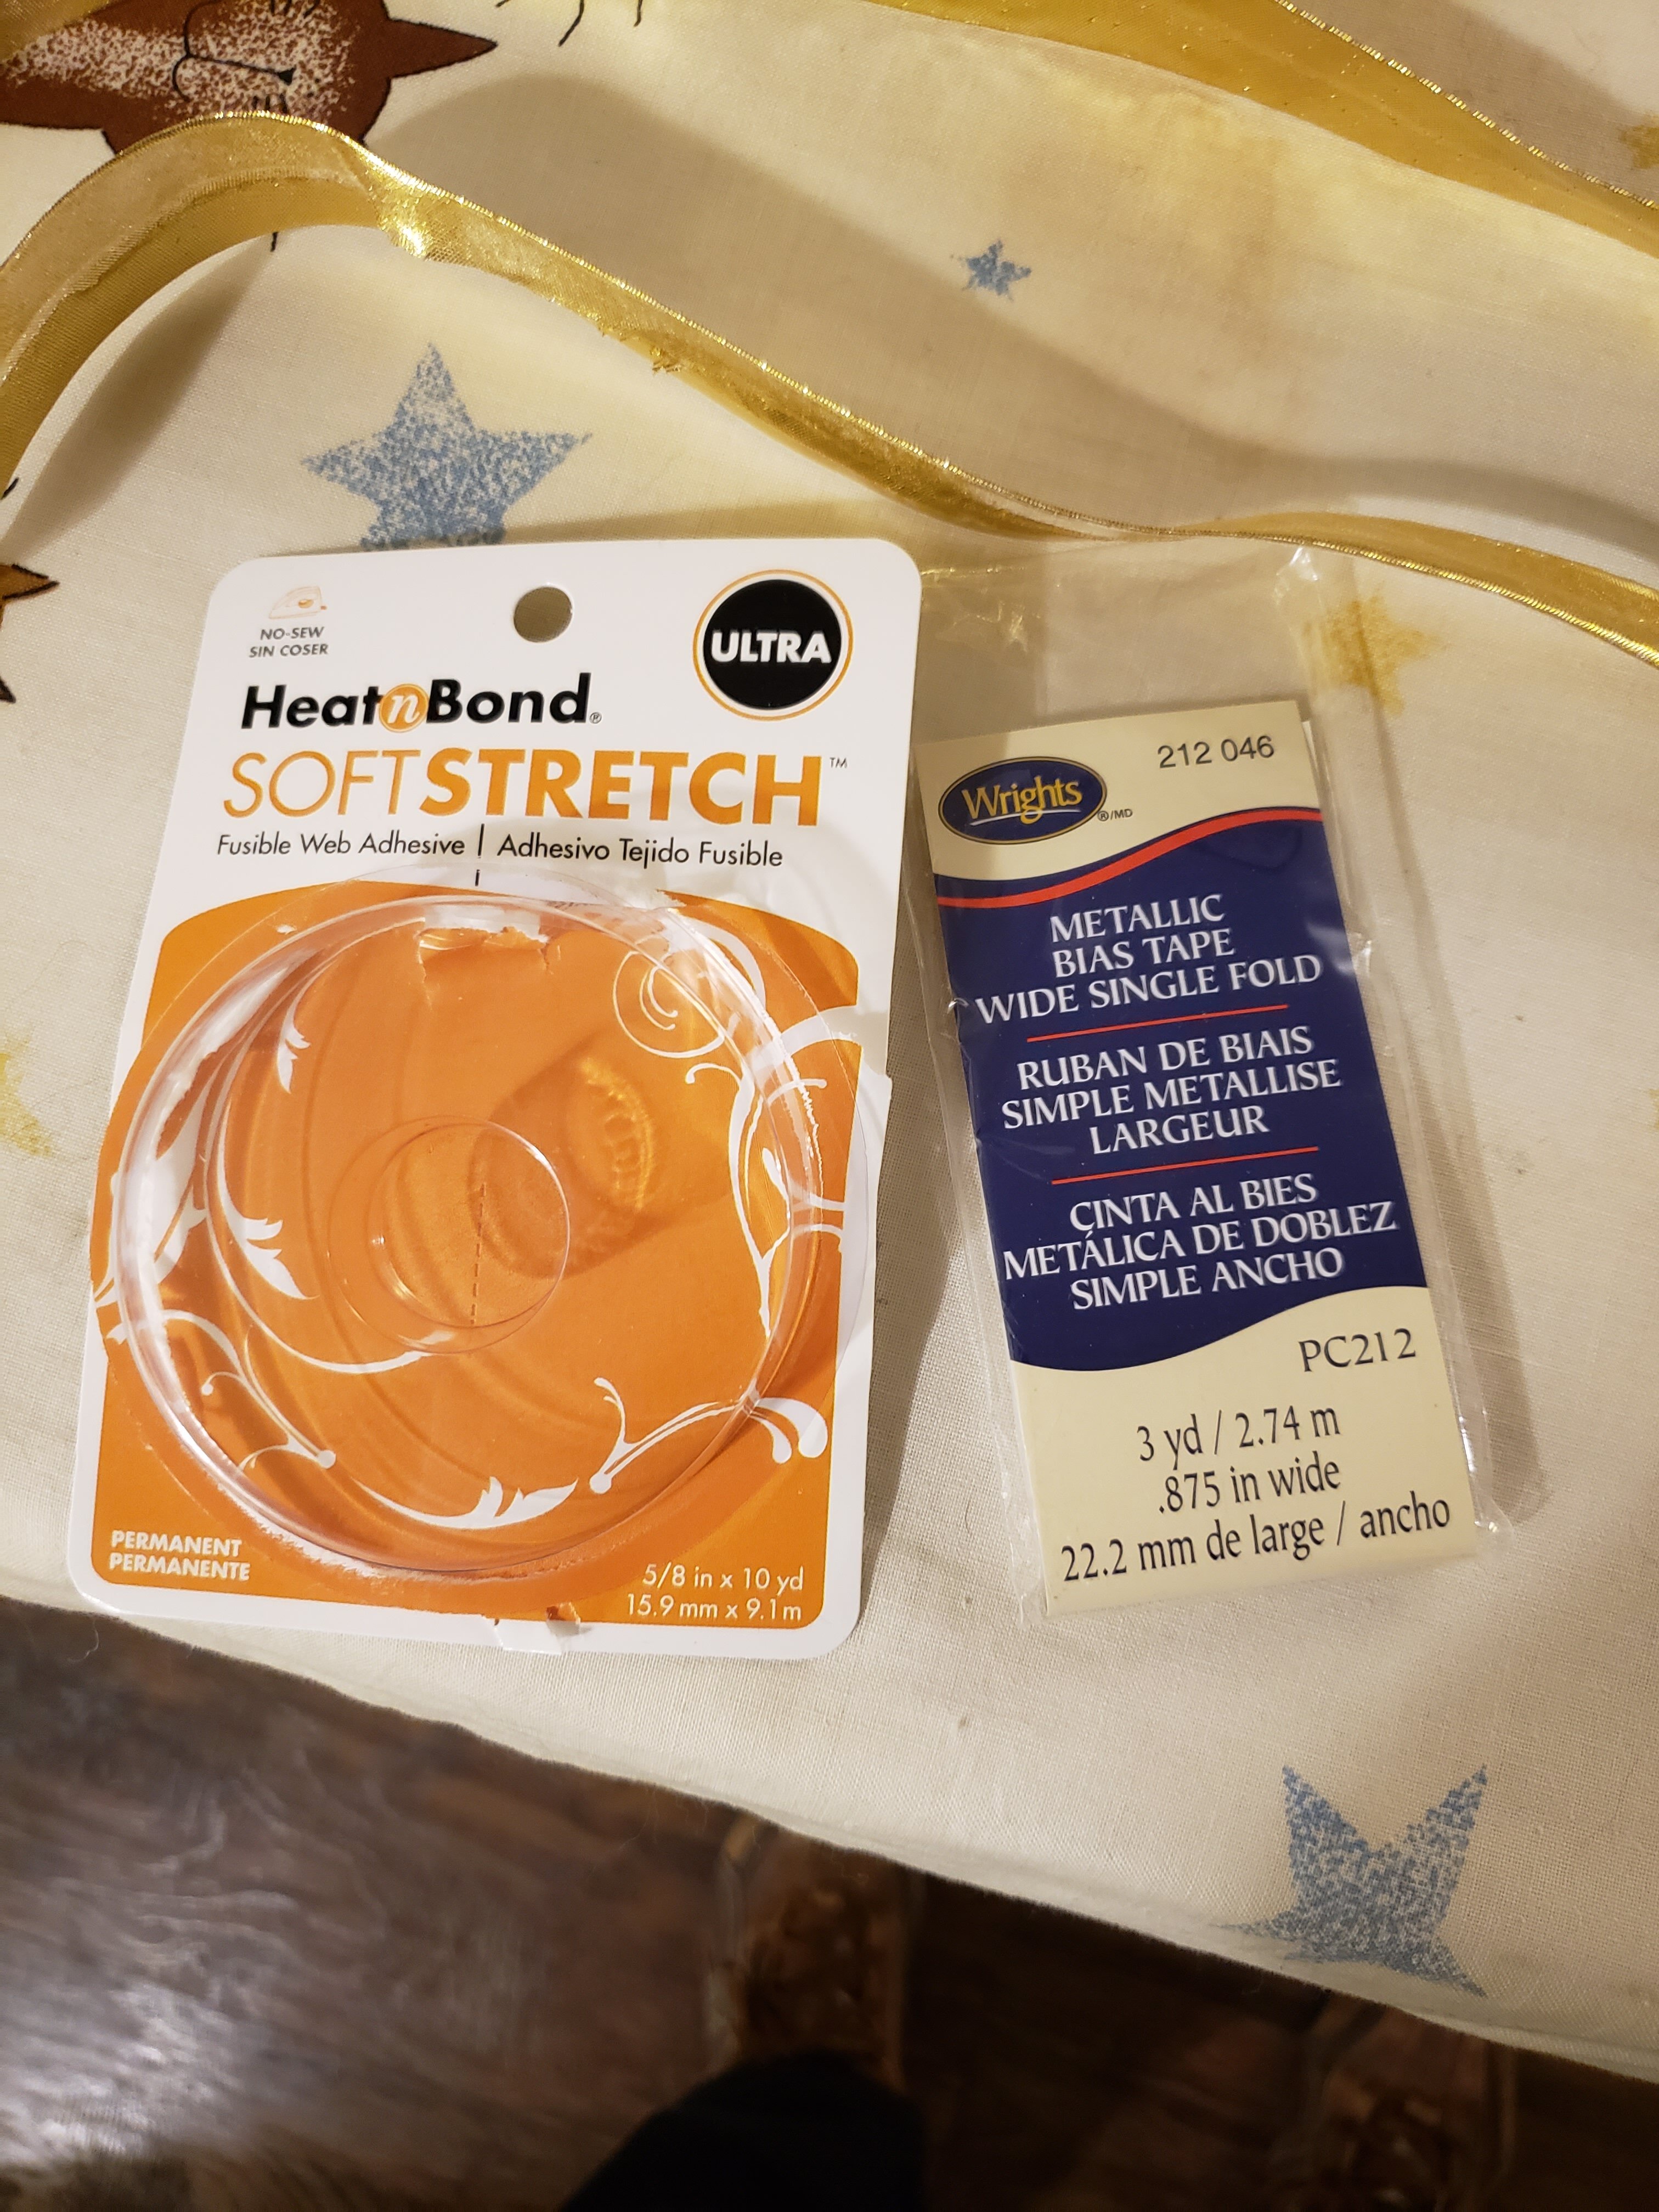 NO-SEW
SIN COSER
ULTRA
HeatnBond®
SOFTSTRETCH™
Fusible Web Adhesive | Adhesivo Tejido Fusible
PERMANENT
PERMANENTE
5/8 in x 10 yd
15.9 mm x 9.1 m
Wrights ®/MD
212 046
METALLIC
BIAS TAPE
WIDE SINGLE FOLD
RUBAN DE BIAIS
SIMPLE METALLISE
LARGEUR
CINTA AL BIES
METÁLICA DE DOBLEZ
SIMPLE ANCHO
PC212
3 yd / 2.74 m
.875 in wide
22.2 mm de large / ancho